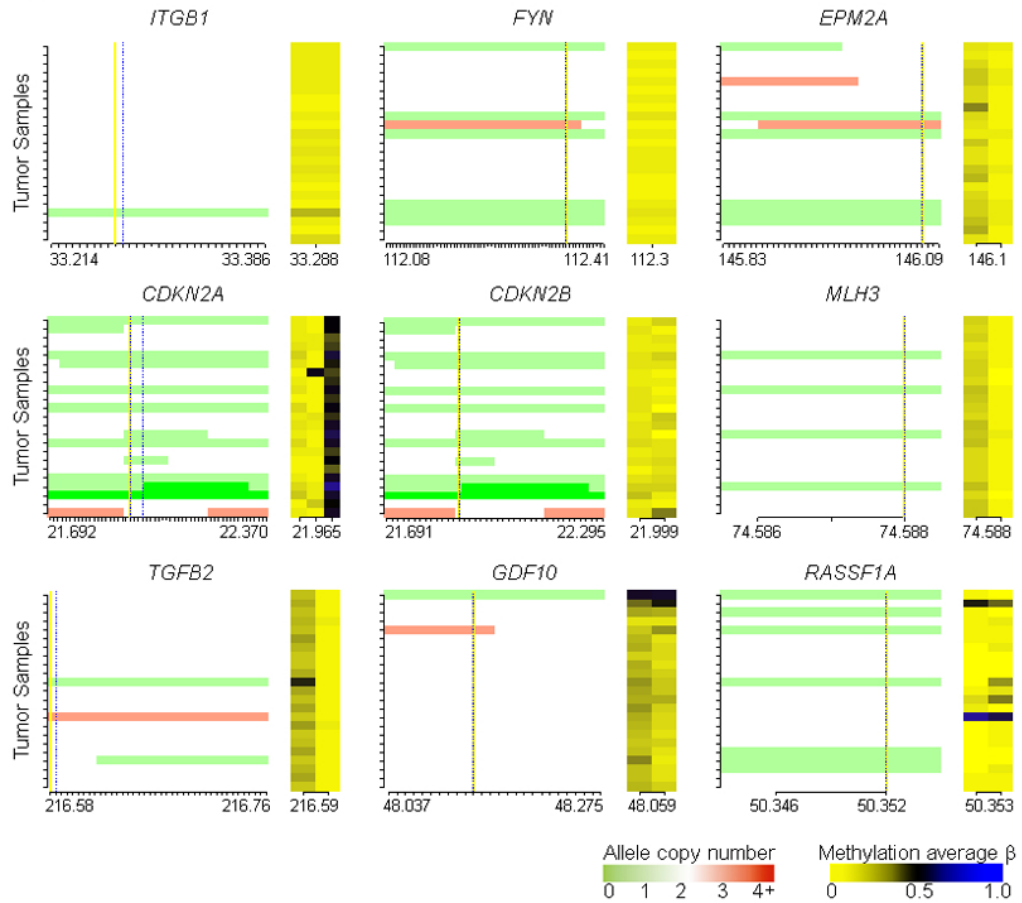 ITGB1 FYN EPM2A
Tumor Samples
33.214 33.386 33.288 112.08 112.41 112.3 145.83 146.09 146.1
CDKN2A CDKN2B MLH3
Tumor Samples
21.692 22.370 21.965 21.691 22.295 21.999 74.586 74.588 74.588
TGFB2 GDF10 RASSF1A
Tumor Samples
216.58 216.76 216.59 48.037 48.275 48.059 50.346 50.352 50.353
Allele copy number Methylation average β
0 1 2 3 4+ 0 0.5 1.0